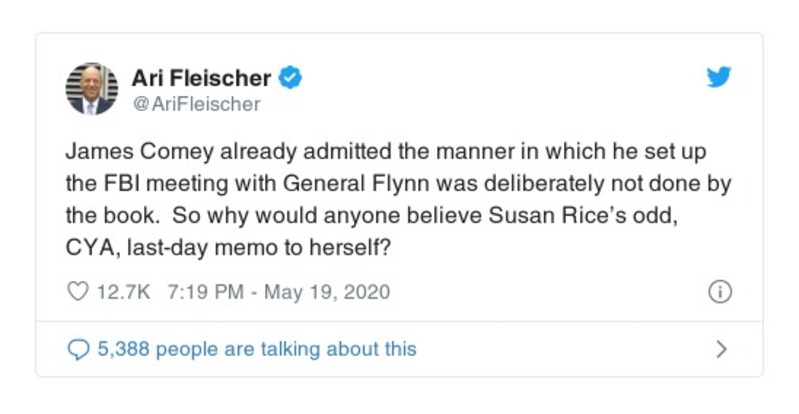 Ari Fleischer
@AriFleischer
James Comey already admitted the manner in which he set up
the FBI meeting with General Flynn was deliberately not done by
the book.  So why would anyone believe Susan Rice's odd,
CYA, last-day memo to herself?
12.7K 7:19 PM - May 19, 2020
5,388 people are talking about this